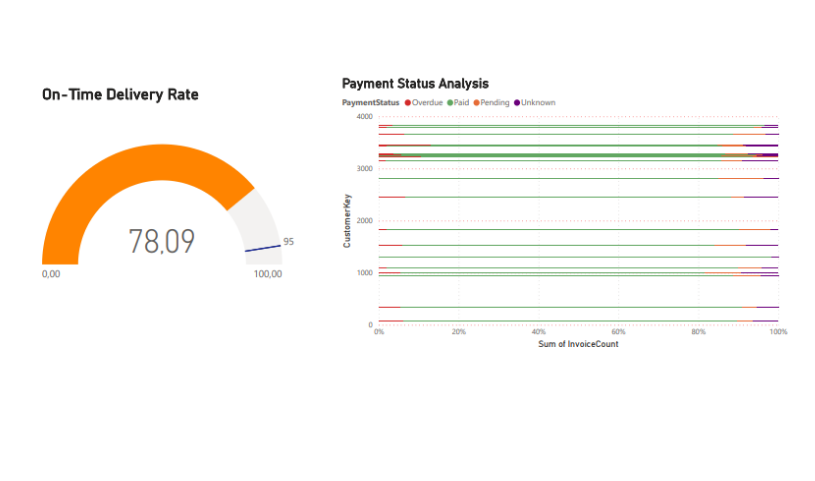 On-Time Delivery Rate
78,09
95
0,00
100,00
Payment Status Analysis
PaymentStatus Overdue Paid Pending Unknown
4000
3000
2000
1000
0
CustomerKey
0% 20% 40% 60% 80% 100%
Sum of InvoiceCount